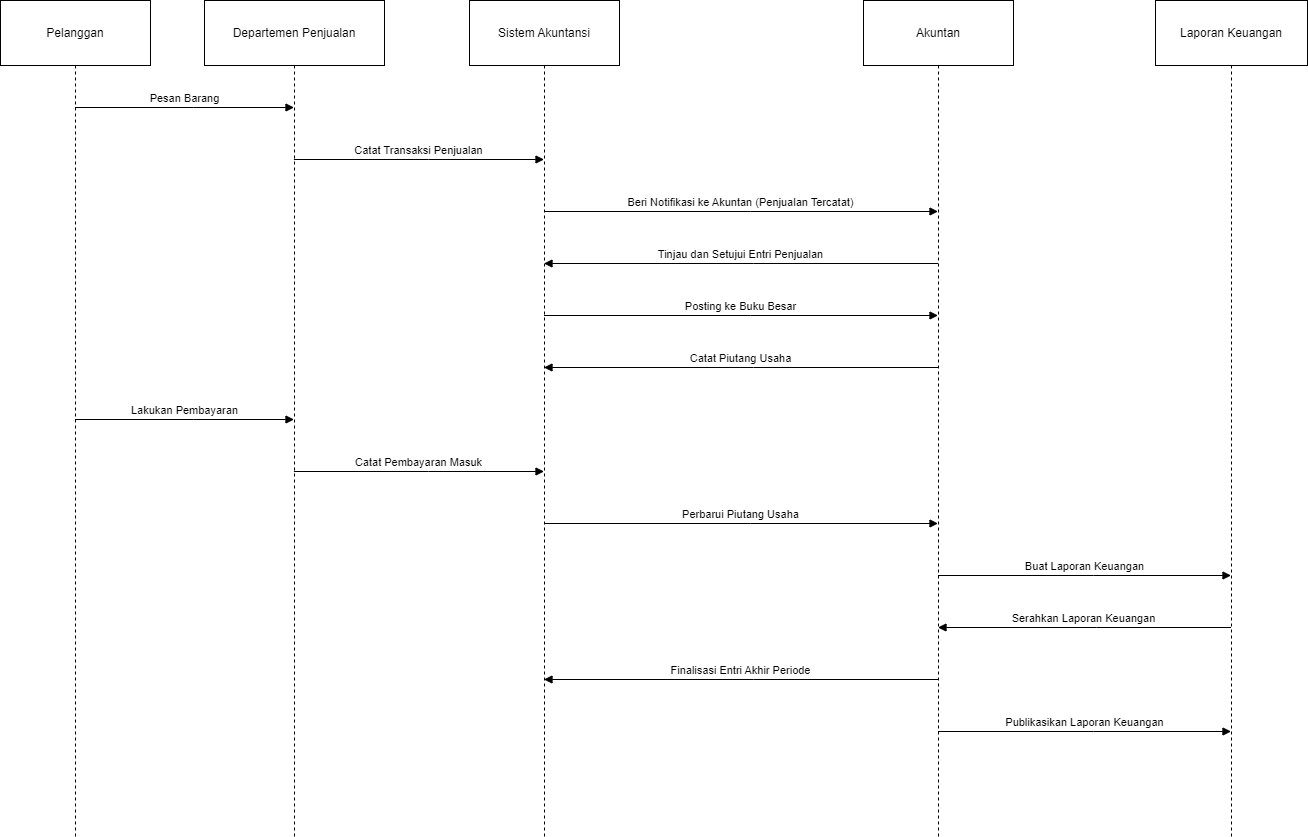 Pelanggan
Departemen Penjualan
Sistem Akuntansi
Akuntan
Laporan Keuangan
Pesan Barang
Catat Transaksi Penjualan
Beri Notifikasi ke Akuntan (Penjualan Tercatat)
Tinjau dan Setujui Entri Penjualan
Posting ke Buku Besar
Catat Piutang Usaha
Lakukan Pembayaran
Catat Pembayaran Masuk
Perbarui Piutang Usaha
Buat Laporan Keuangan
Serahkan Laporan Keuangan
Finalisasi Entri Akhir Periode
Publikasikan Laporan Keuangan